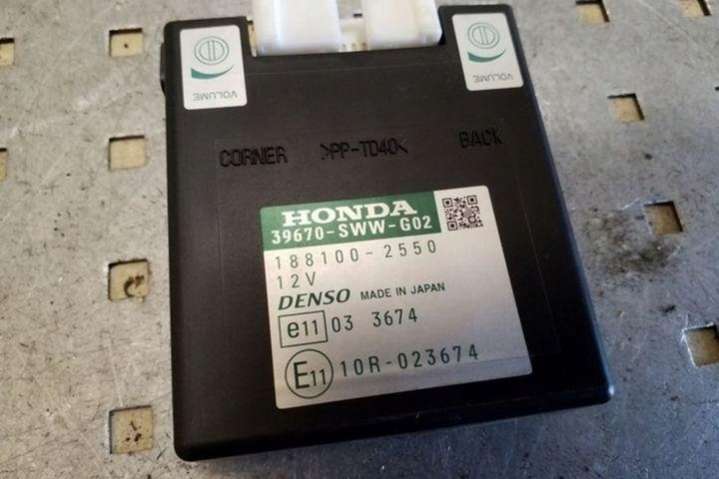 VOLUME
VOLUME
CORNER >PP-TD40< BACK
HONDA
39670-SWW-G02
188100-2550
12V
DENSO MADE IN JAPAN
e11 03 3674
E11 10R-023674